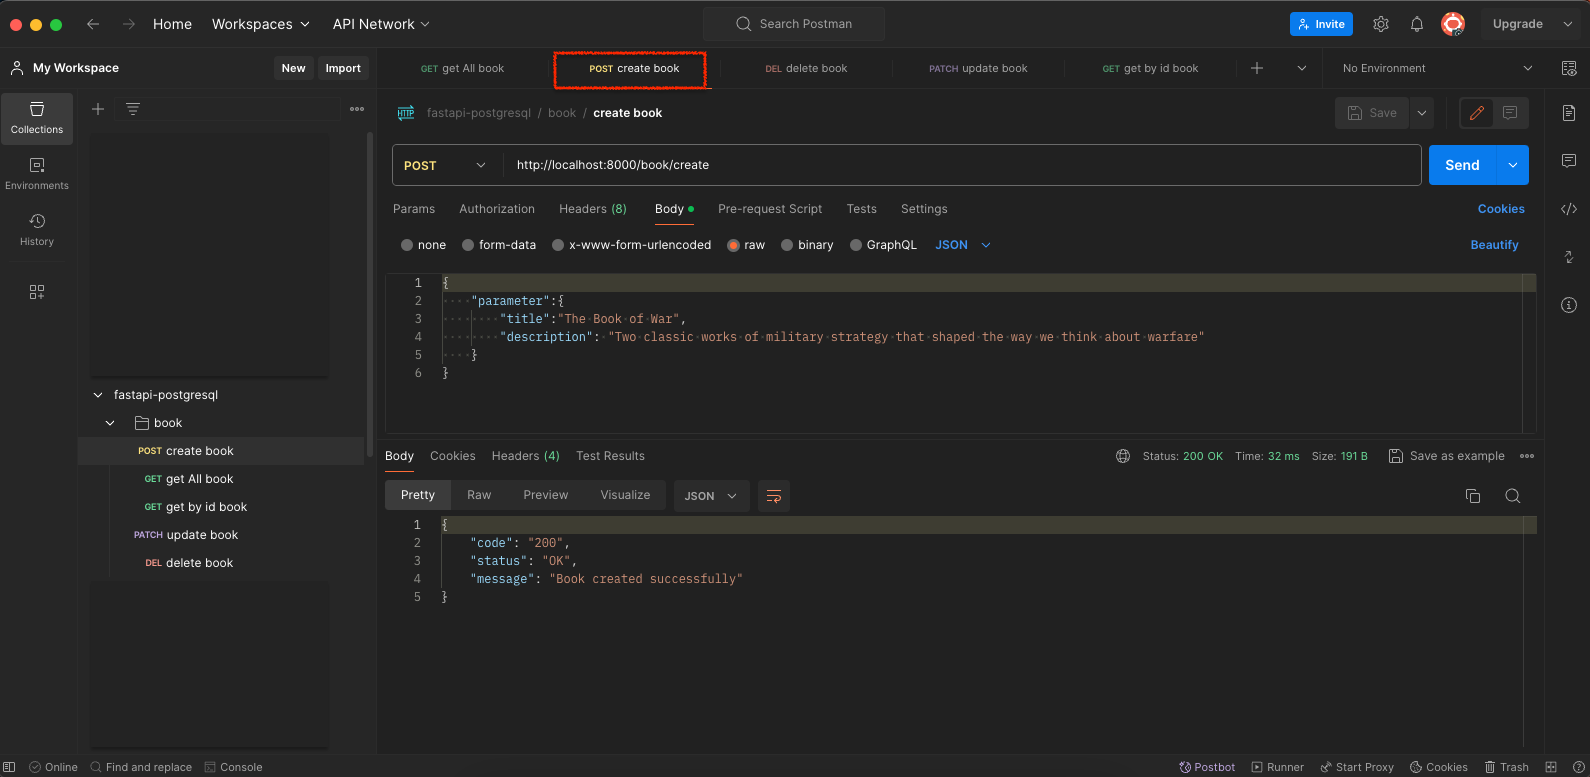 Home Workspaces API Network Search Postman Invite Upgrade
My Workspace New Import GET get All book POST create book DEL delete book PATCH update book GET get by id book No Environment
Collections
Environments
History
fastapi-postgresql
book
POST create book
GET get All book
GET get by id book
PATCH update book
DEL delete book
HTTP fastapi-postgresql / book / create book Save
POST http://localhost:8000/book/create Send
Params Authorization Headers (8) Body Pre-request Script Tests Settings Cookies
none form-data x-www-form-urlencoded raw binary GraphQL JSON Beautify
1 {
2 "parameter":{
3 "title":"The Book of War",
4 "description": "Two classic works of military strategy that shaped the way we think about warfare"
5 }
6 }
Body Cookies Headers (4) Test Results Status: 200 OK Time: 32 ms Size: 191 B Save as example
Pretty Raw Preview Visualize JSON
1 {
2 "code": "200",
3 "status": "OK",
4 "message": "Book created successfully"
5 }
Online Find and replace Console Postbot Runner Start Proxy Cookies Trash